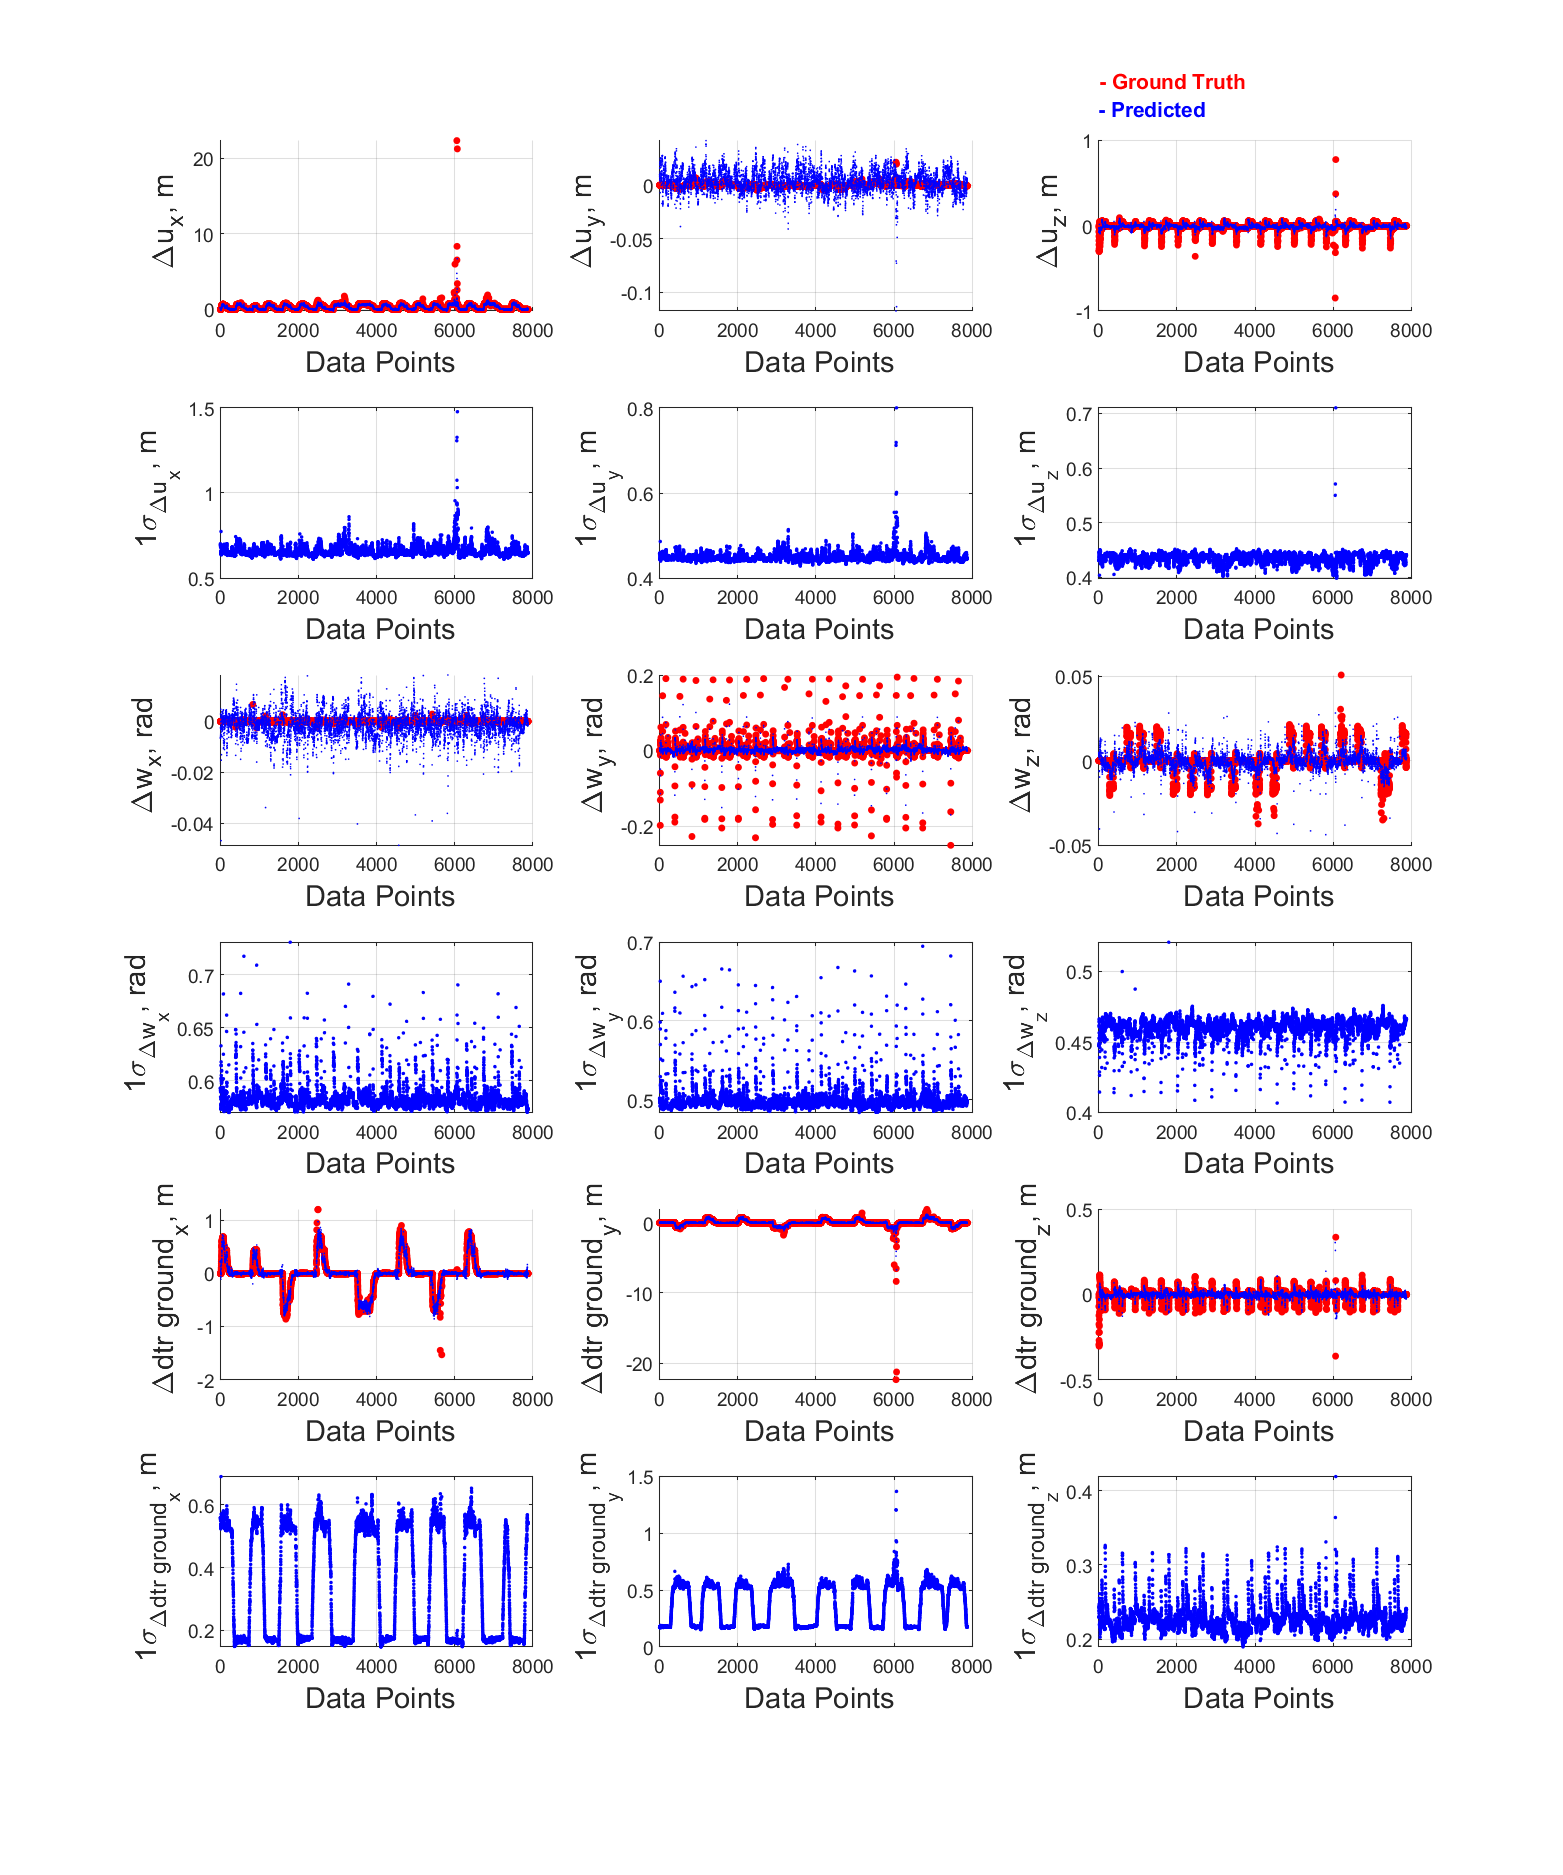 - Ground Truth
- Predicted
Δu_x, m
20
10
0
0 2000 4000 6000 8000
Data Points
Δu_y, m
0
-0.05
-0.1
0 2000 4000 6000 8000
Data Points
Δu_z, m
1
0
-1
0 2000 4000 6000 8000
Data Points
1σ_Δu_x, m
1.5
1
0.5
0 2000 4000 6000 8000
Data Points
1σ_Δu_y, m
0.8
0.6
0.4
0 2000 4000 6000 8000
Data Points
1σ_Δu_z, m
0.7
0.6
0.5
0.4
0 2000 4000 6000 8000
Data Points
Δw_x, rad
0
-0.02
-0.04
0 2000 4000 6000 8000
Data Points
Δw_y, rad
0.2
0
-0.2
0 2000 4000 6000 8000
Data Points
Δw_z, rad
0.05
0
-0.05
0 2000 4000 6000 8000
Data Points
1σ_Δw_x, rad
0.7
0.65
0.6
0 2000 4000 6000 8000
Data Points
1σ_Δw_y, rad
0.7
0.6
0.5
0 2000 4000 6000 8000
Data Points
1σ_Δw_z, rad
0.5
0.45
0.4
0 2000 4000 6000 8000
Data Points
Δdtr ground_x, m
1
0
-1
-2
0 2000 4000 6000 8000
Data Points
Δdtr ground_y, m
0
-10
-20
0 2000 4000 6000 8000
Data Points
Δdtr ground_z, m
0.5
0
-0.5
0 2000 4000 6000 8000
Data Points
1σ_Δdtr ground_x, m
0.6
0.4
0.2
0 2000 4000 6000 8000
Data Points
1σ_Δdtr ground_y, m
1.5
1
0.5
0
0 2000 4000 6000 8000
Data Points
1σ_Δdtr ground_z, m
0.4
0.3
0.2
0 2000 4000 6000 8000
Data Points